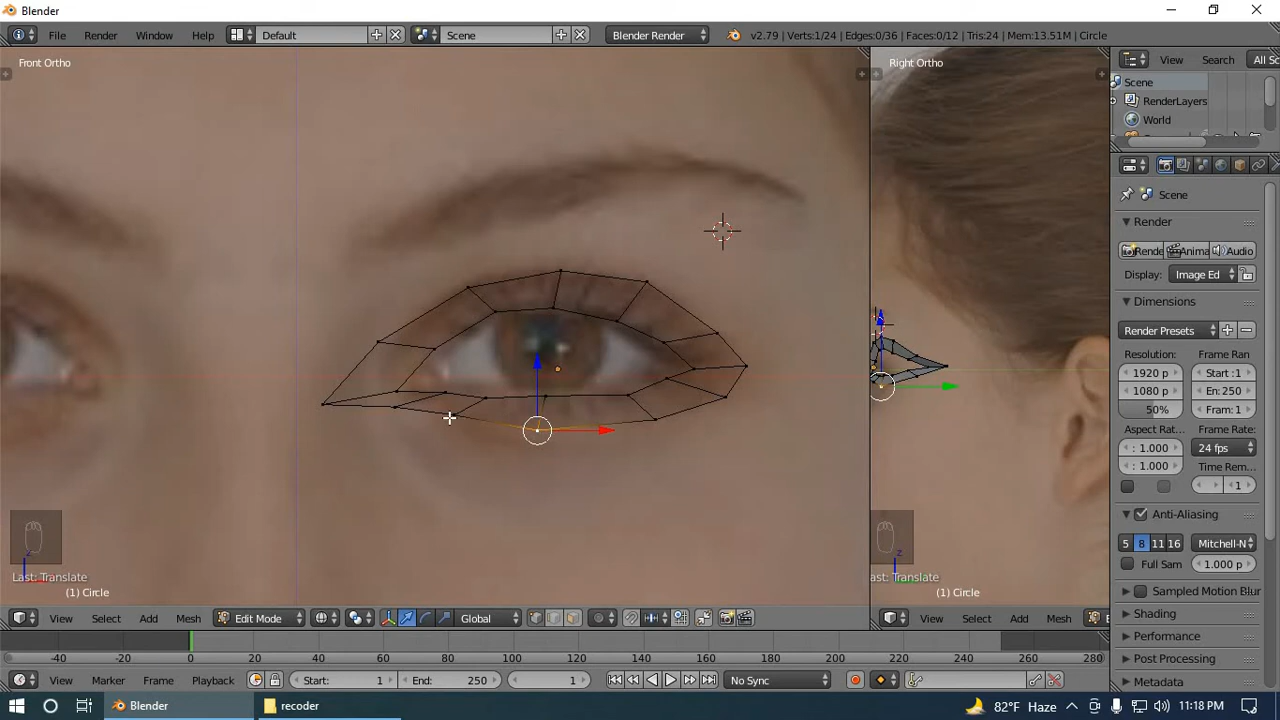 Blender
File Render Window Help Default Scene Blender Render v2.79 | Verts:1/24 | Edges:0/36 | Faces:0/12 | Tris:24 | Mem:13.51M | Circle
Front Ortho
Right Ortho
View Search All Sc
Scene
RenderLayers
World
Scene
Render
Rende Anima Audio
Display: Image Ed
Dimensions
Render Presets
Resolution: Frame Ran
1920 p Start :1
1080 p En: 250
50% Fram: 1
Aspect Rat Frame Rate:
: 1.000 24 fps
: 1.000 Time Rem..
: 1
Anti-Aliasing
5 8 11 16 Mitchell-N
Full Sam 1.000 p
Sampled Motion Blur
Shading
Performance
Post Processing
Metadata
z
Last: Translate
(1) Circle
z
ast: Translate
(1) Circle
View Select Add Mesh Edit Mode Global
View Select Add Mesh E
-40 -20 0 20 40 60 80 100 120 140 160 180 200 220 240 260 280
View Marker Frame Playback Start: 1 End: 250 1 No Sync
Blender recoder 82°F Haze 11:18 PM